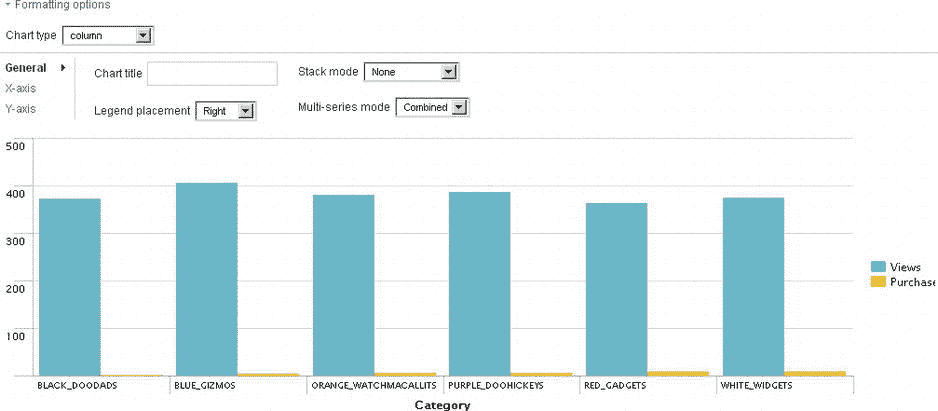 Formatting options
Chart type column
General
X-axis
Y-axis
Chart title
Stack mode None
Legend placement Right
Multi-series mode Combined
500
400
300
200
100
Views
Purchase
BLACK_DOODADS BLUE_GIZMOS ORANGE_WATCHMACALLITS PURPLE_DOOHICKEYS RED_GADGETS WHITE_WIDGETS
Category